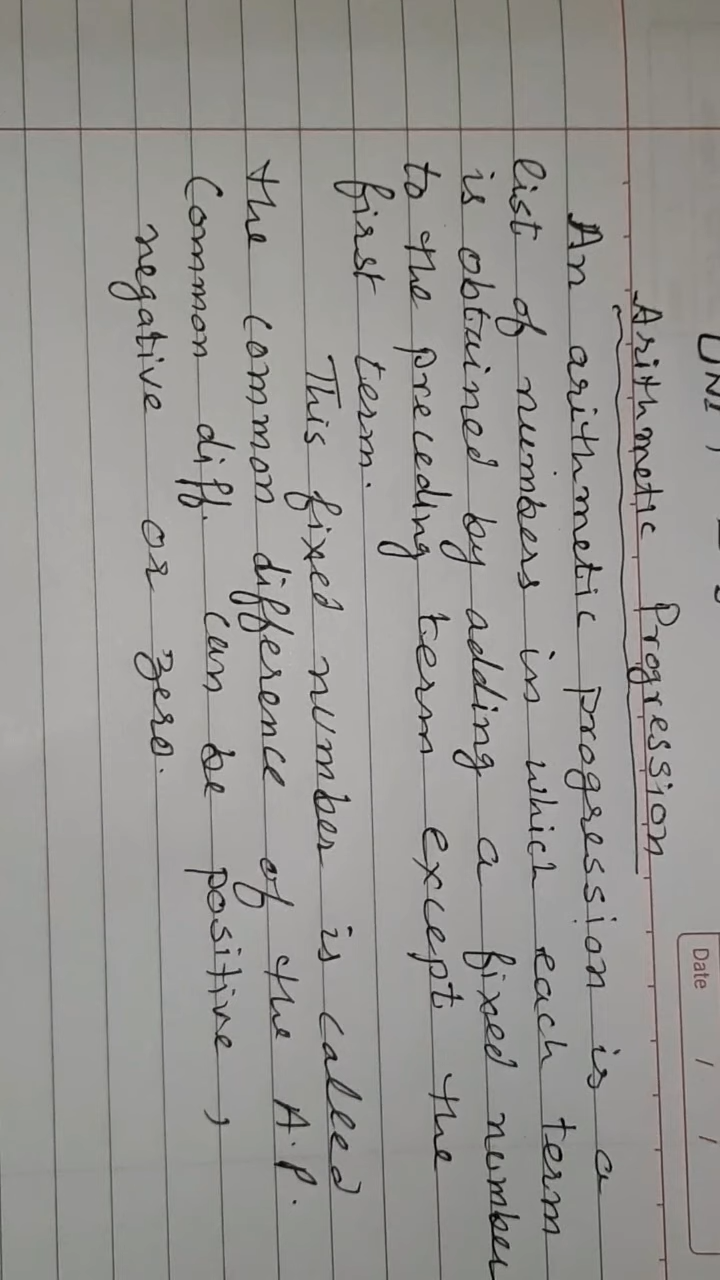 Date / /
Arithmetic Progression
An arithmetic progression is a
list of numbers in which each term
is obtained by adding a fixed number
to the preceding term except the
first term.
This fixed number is called
the common difference of the A.P.
Common diff. can be positive,
negative or zero.